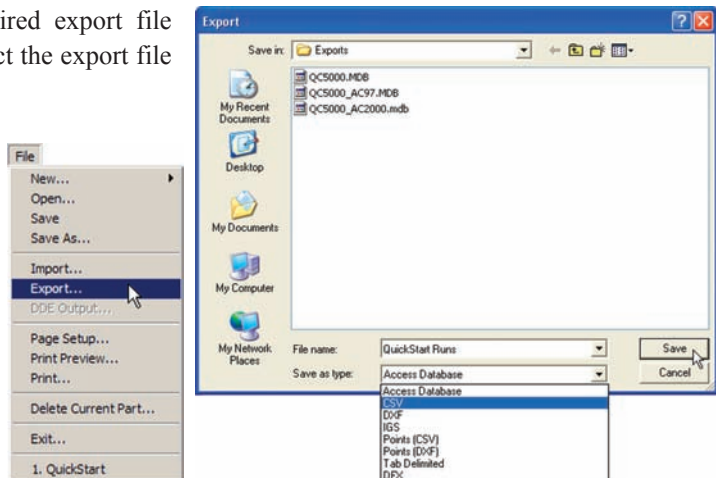 ired export file
ct the export file
File
New...
Open...
Save
Save As...
Import...
Export...
DDE Output...
Page Setup...
Print Preview...
Print...
Delete Current Part...
Exit...
1. QuickStart
Export
Save in:
Exports
QC5000.MDB
QC5000_AC97.MDB
QC5000_AC2000.mdb
My Recent
Documents
Desktop
My Documents
My Computer
My Network
Places
File name:
QuickStart Runs
Save
Save as type:
Access Database
Cancel
Access Database
CSV
DXF
IGS
Points (CSV)
Points (DXF)
Tab Delimited